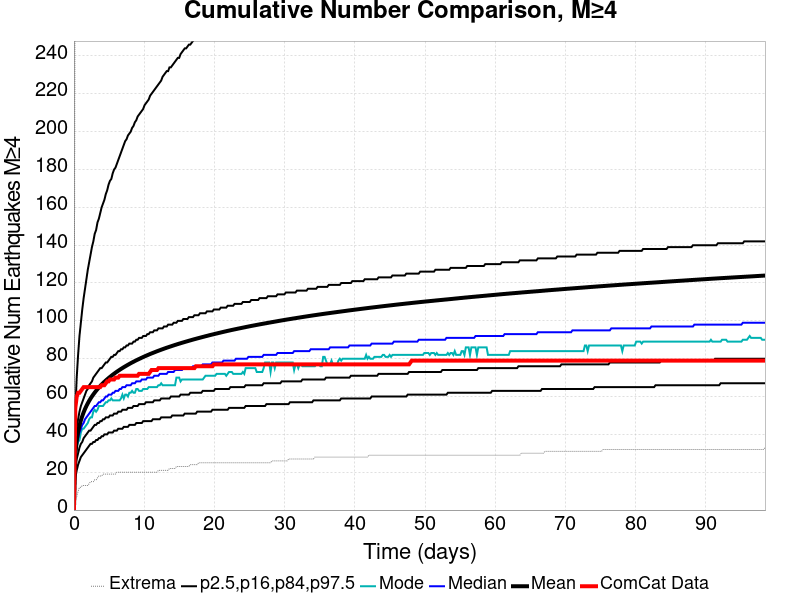 Cumulative Number Comparison, M≥4
Cumulative Num Earthquakes M≥4
240
220
200
180
160
140
120
100
80
60
40
20
0
0 10 20 30 40 50 60 70 80 90
Time (days)
Extrema p2.5,p16,p84,p97.5 Mode Median Mean ComCat Data